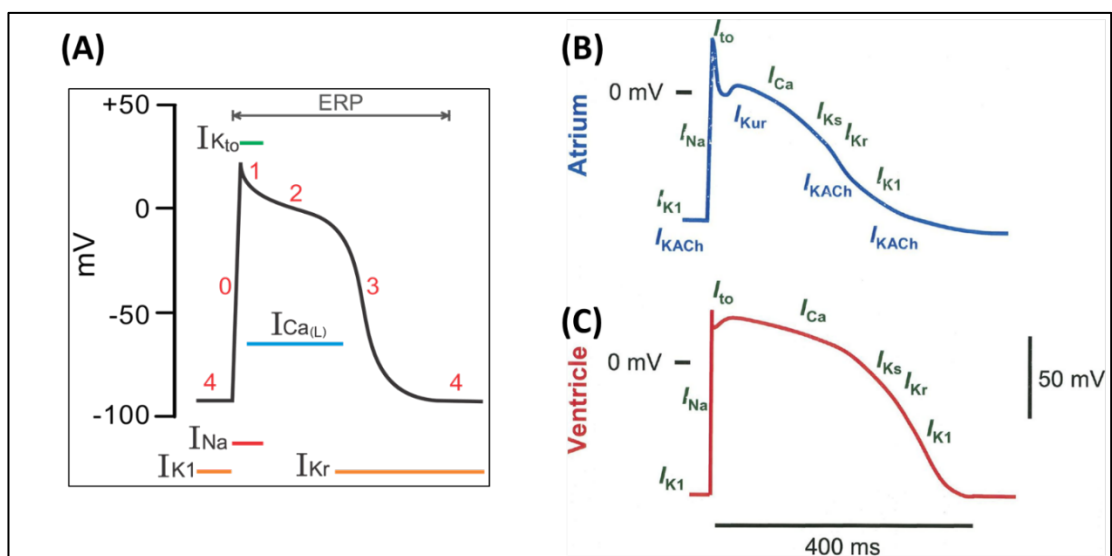 (A)
+50
0
-50
-100
mV
ERP
IKto
1
2
0
3
ICa(L)
4
4
INa
IK1
IKr
(B)
Atrium
Ito
0 mV
ICa
IKur
IKs
IKr
INa
IKACh
IK1
IK1
IKACh
IKACh
(C)
Ventricle
Ito
ICa
0 mV
IKs
IKr
INa
IK1
IK1
50 mV
400 ms